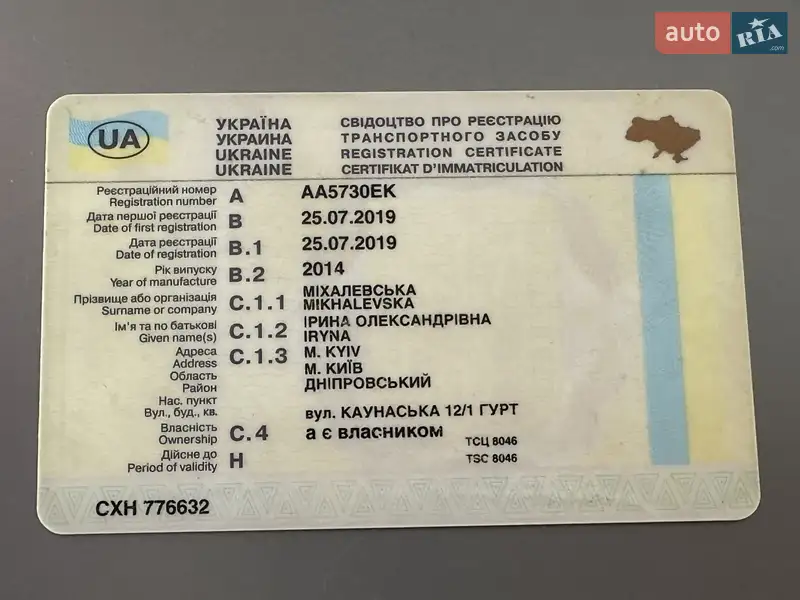 auto RIA .com
UA
УКРАЇНА СВІДОЦТВО ПРО РЕЄСТРАЦІЮ
УКРАИНА ТРАНСПОРТНОГО ЗАСОБУ
UKRAINE REGISTRATION CERTIFICATE
UKRAINE CERTIFIKAT D'IMMATRICULATION
Реєстраційний номер
Registration number A AA5730EK
Дата першої реєстрації
Date of first registration B 25.07.2019
Дата реєстрації
Date of registration B.1 25.07.2019
Рік випуску
Year of manufacture B.2 2014
Прізвище або організація МІХАЛЕВСЬКА
Surname or company C.1.1 MIKHALEVSKA
Ім'я та по батькові ІРИНА ОЛЕКСАНДРІВНА
Given name(s) C.1.2 IRYNA
Адреса C.1.3 M. KYIV
Address М. КИЇВ
Область
Район ДНІПРОВСЬКИЙ
Нас. пункт
Вул., буд., кв. вул. КАУНАСЬКА 12/1 ГУРТ
Власність
Ownership C.4 а є власником ТСЦ 8046
Дійсне до
Period of validity H TSC 8046
СХН 776632